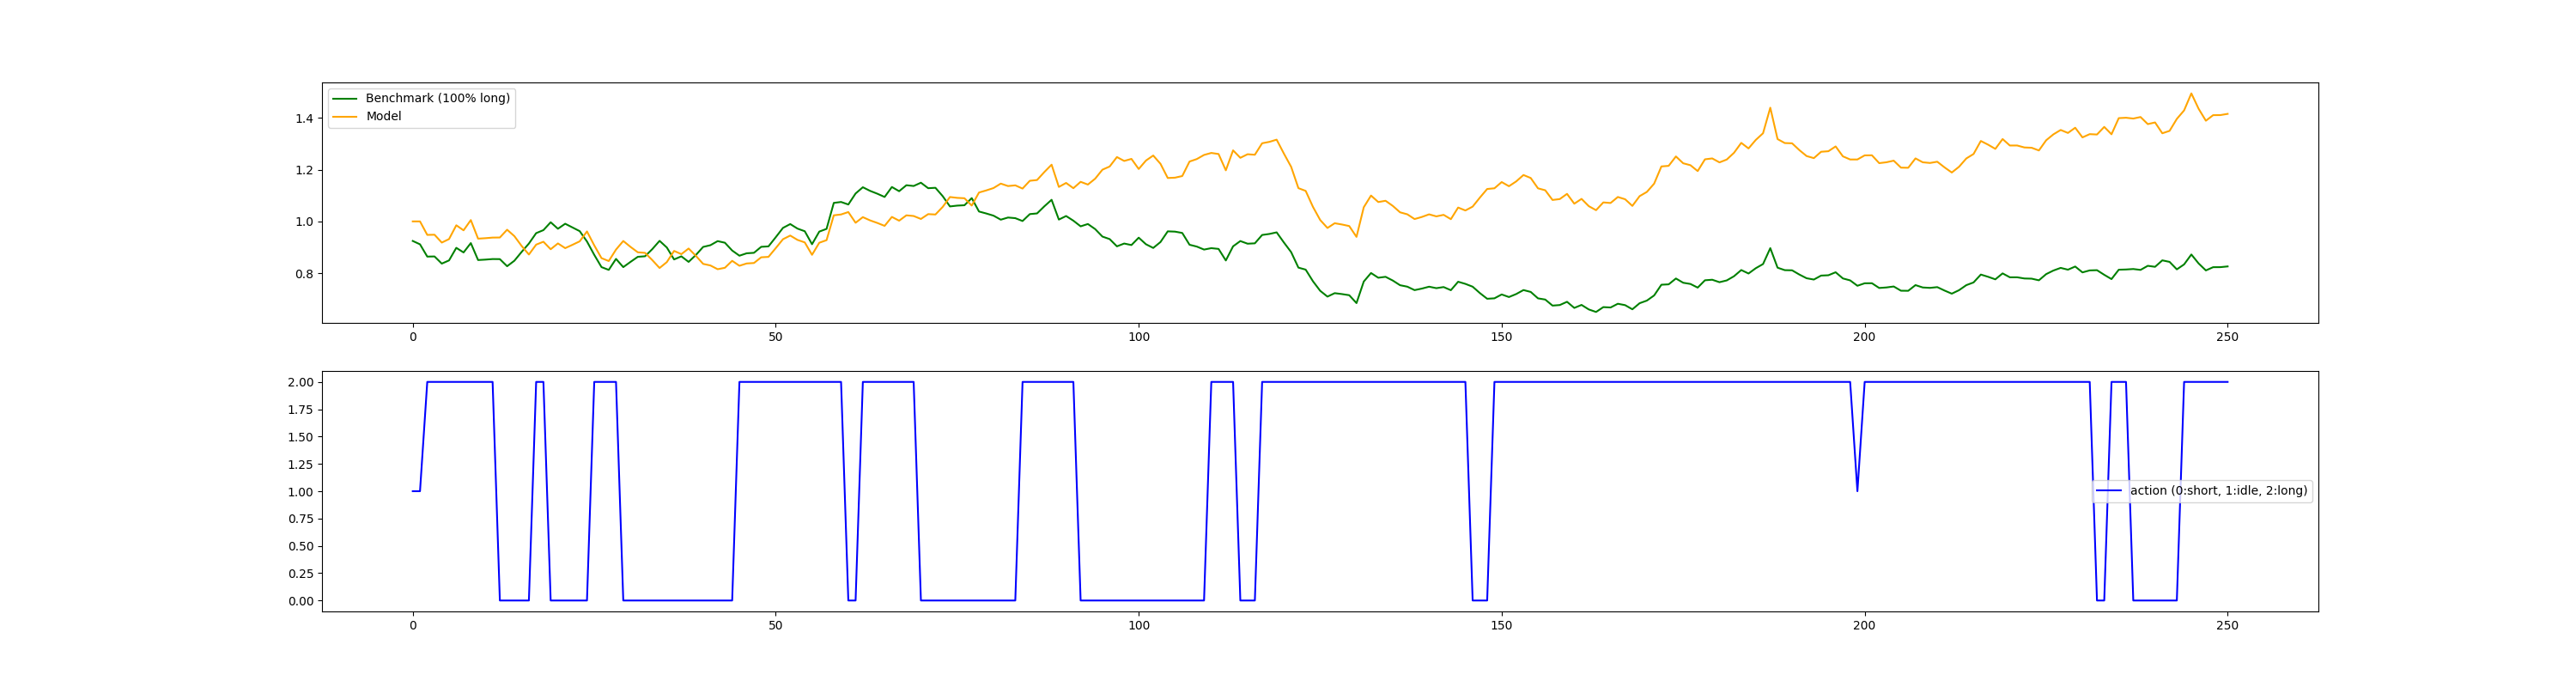 Benchmark (100% long)
Model
1.4
1.2
1.0
0.8
0 50 100 150 200 250
2.00
1.75
1.50
1.25
1.00
0.75
0.50
0.25
0.00
action (0:short, 1:idle, 2:long)
0 50 100 150 200 250